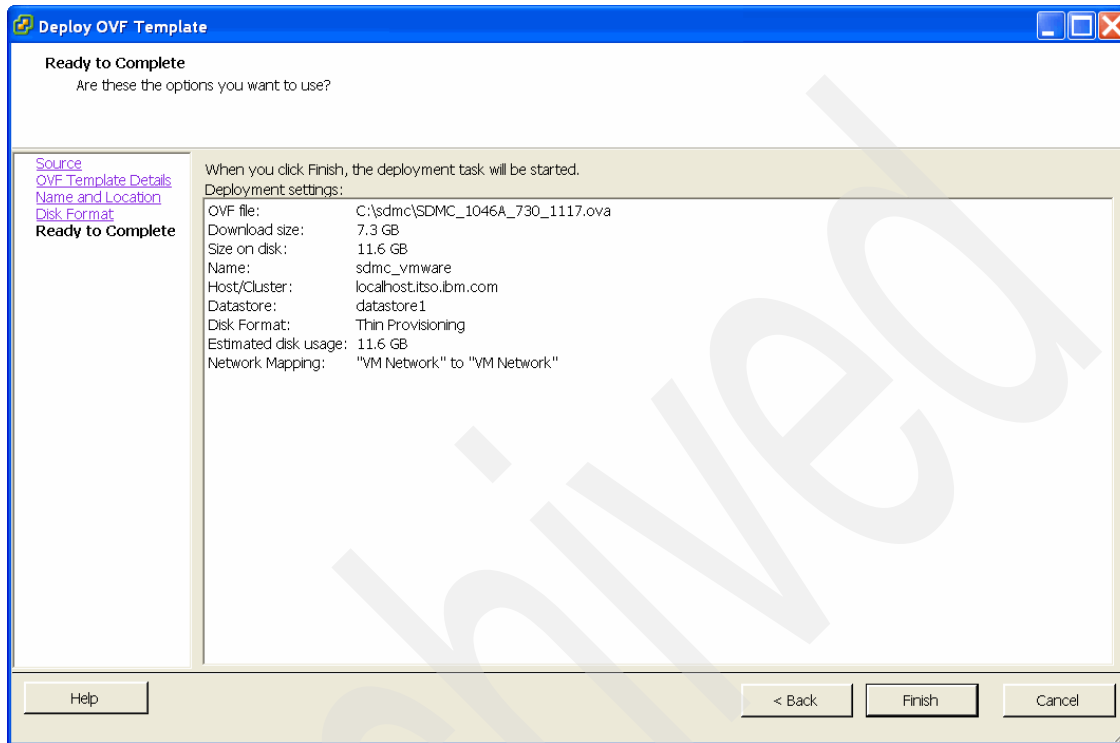 Deploy OVF Template
Ready to Complete
Are these the options you want to use?
Source
OVF Template Details
Name and Location
Disk Format
Ready to Complete
When you click Finish, the deployment task will be started.
Deployment settings:
OVF file: C:\sdmc\SDMC_1046A_730_1117.ova
Download size: 7.3 GB
Size on disk: 11.6 GB
Name: sdmc_vmware
Host/Cluster: localhost.itso.ibm.com
Datastore: datastore1
Disk Format: Thin Provisioning
Estimated disk usage: 11.6 GB
Network Mapping: "VM Network" to "VM Network"
Help
< Back
Finish
Cancel
hived